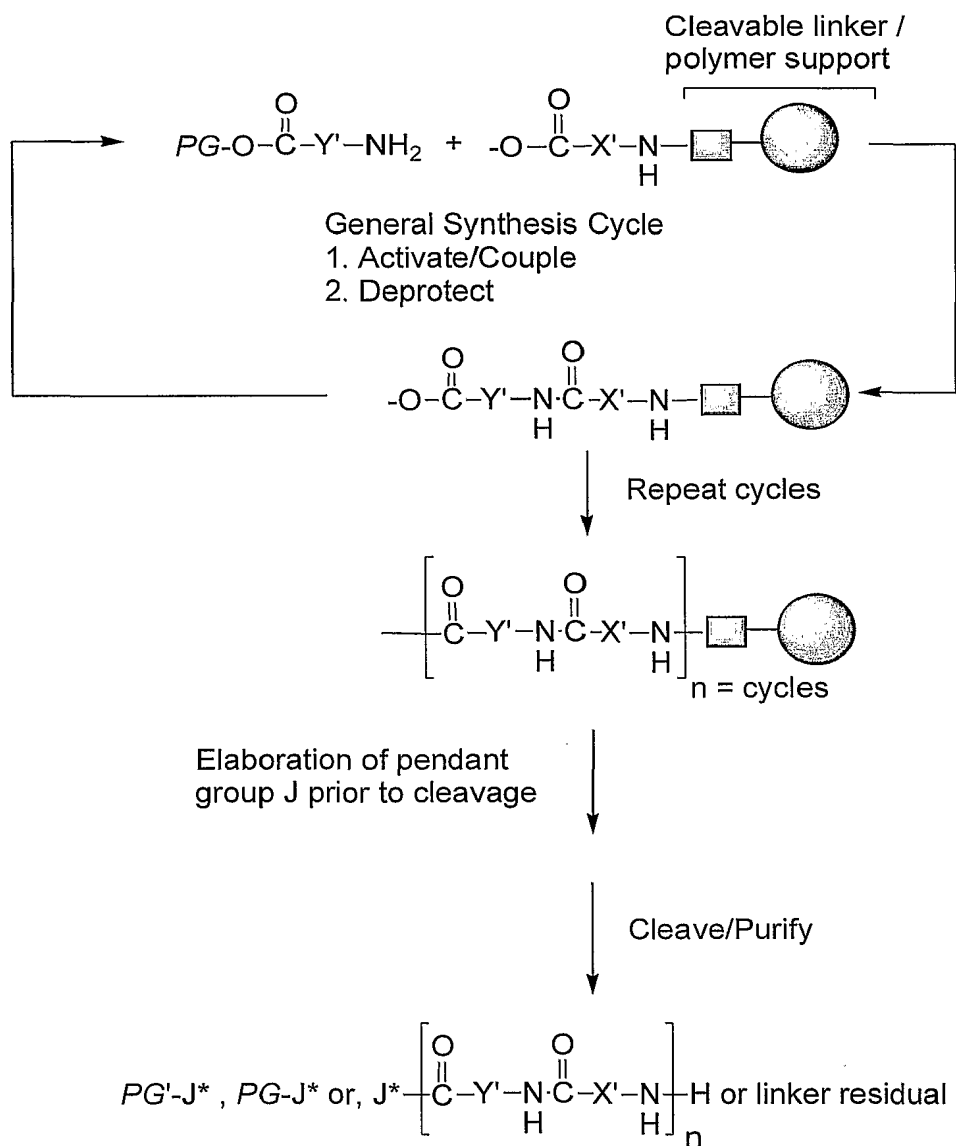 Cleavable linker /
polymer support
PG-O-C-Y'-NH2 + -O-C-X'-N
O O H
General Synthesis Cycle
1. Activate/Couple
2. Deprotect
O O
-O-C-Y'-N-C-X'-N
H H
Repeat cycles
O O
C-Y'-N-C-X'-N
H H
n = cycles
Elaboration of pendant
group J prior to cleavage
Cleave/Purify
O O
PG'-J* , PG-J* or, J*-C-Y'-N-C-X'-N-H or linker residual
H H
n